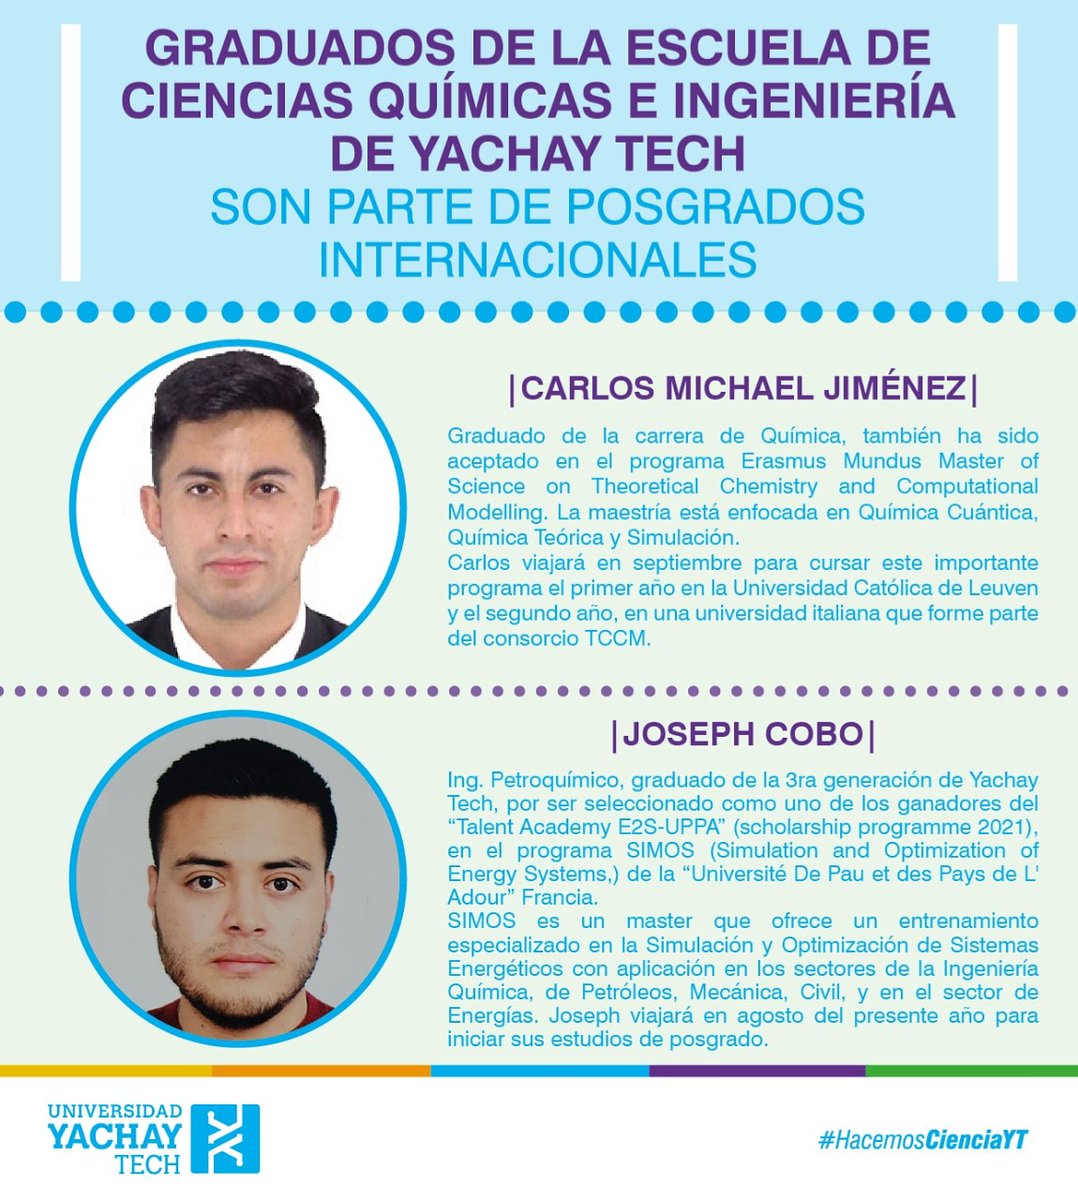 GRADUADOS DE LA ESCUELA DE
CIENCIAS QUÍMICAS E INGENIERÍA
DE YACHAY TECH
SON PARTE DE POSGRADOS
INTERNACIONALES
|CARLOS MICHAEL JIMÉNEZ|
Graduado de la carrera de Química, también ha sido
aceptado en el programa Erasmus Mundus Master of
Science on Theoretical Chemistry and Computational
Modelling. La maestría está enfocada en Química Cuántica,
Química Teórica y Simulación.
Carlos viajará en septiembre para cursar este importante
programa el primer año en la Universidad Católica de Leuven
y el segundo año, en una universidad italiana que forme parte
del consorcio TCCM.
|JOSEPH COBO|
Ing. Petroquímico, graduado de la 3ra generación de Yachay
Tech, por ser seleccionado como uno de los ganadores del
“Talent Academy E2S-UPPA” (scholarship programme 2021),
en el programa SIMOS (Simulation and Optimization of
Energy Systems,) de la “Université De Pau et des Pays de L'
Adour” Francia.
SIMOS es un master que ofrece un entrenamiento
especializado en la Simulación y Optimización de Sistemas
Energéticos con aplicación en los sectores de la Ingeniería
Química, de Petróleos, Mecánica, Civil, y en el sector de
Energías. Joseph viajará en agosto del presente año para
iniciar sus estudios de posgrado.
UNIVERSIDAD
YACHAY
TECH
#HacemosCienciaYT